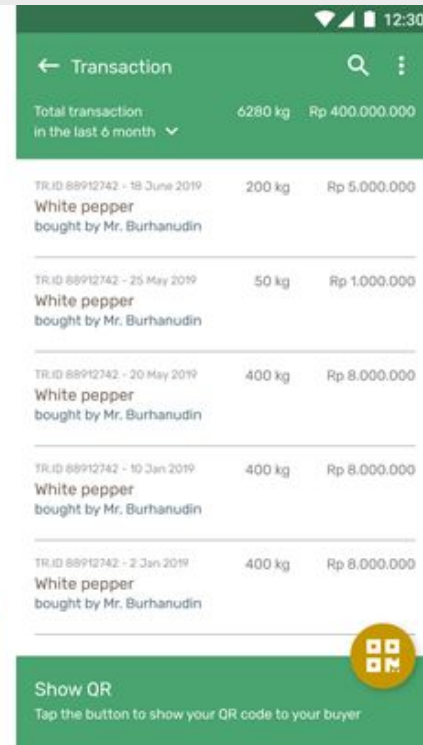 12:30
Transaction
Total transaction 6280 kg Rp 400.000.000
in the last 6 month
TR.ID 88912742 - 18 June 2019 200 kg Rp 5.000.000
White pepper
bought by Mr. Burhanudin
TR.ID 88912742 - 25 May 2019 50 kg Rp 1.000.000
White pepper
bought by Mr. Burhanudin
TR.ID 88912742 - 20 May 2019 400 kg Rp 8.000.000
White pepper
bought by Mr. Burhanudin
TR.ID 88912742 - 10 Jan 2019 400 kg Rp 8.000.000
White pepper
bought by Mr. Burhanudin
TR.ID 88912742 - 2 Jan 2019 400 kg Rp 8.000.000
White pepper
bought by Mr. Burhanudin
Show QR
Tap the button to show your QR code to your buyer